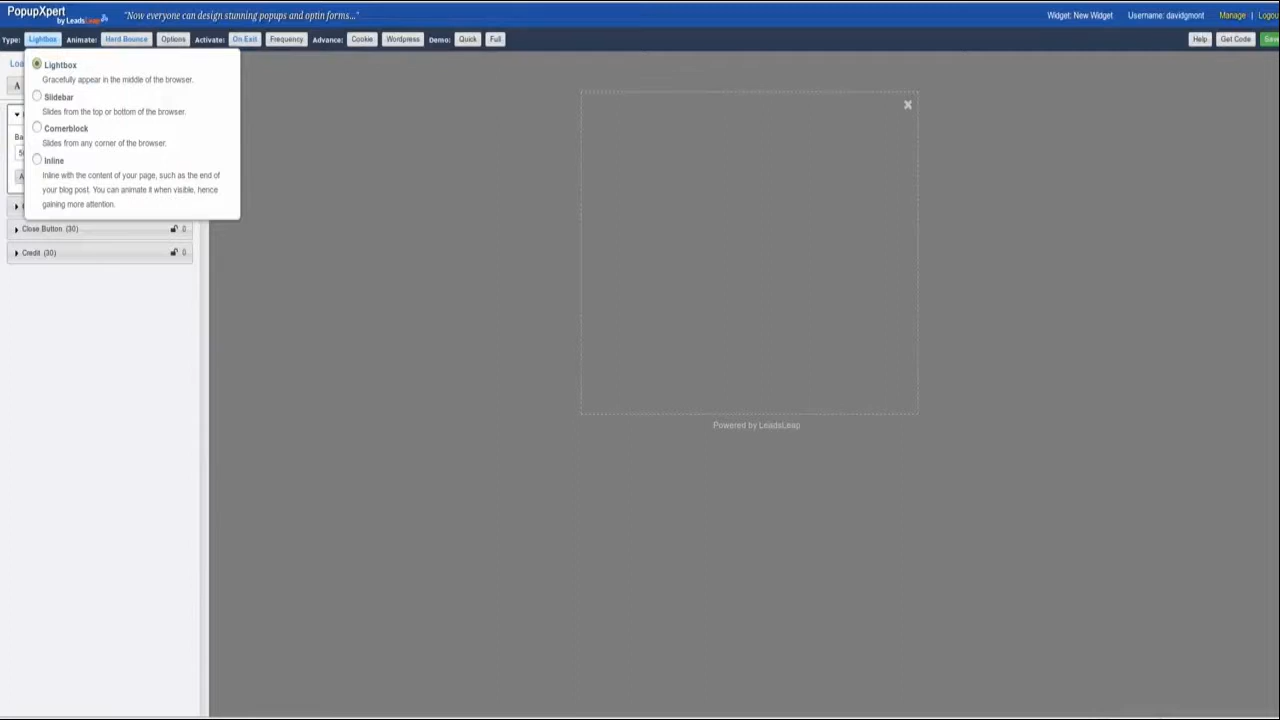 PopupXpert
by LeadsLeap
"Now everyone can design stunning popups and optin forms..."
Widget: New Widget
Username: davidgmont
Manage |
Type: Lightbox Animate: Hard Bounce Options Activate: On Exit Frequency Advance: Cookie Wordpress Demo: Quick Full
Help Get Code
Lightbox
Gracefully appear in the middle of the browser.
Slidebar
Slides from the top or bottom of the browser.
Cornerblock
Slides from any corner of the browser.
Inline
Inline with the content of your page, such as the end of
your blog post. You can animate it when visible, hence
gaining more attention.
A
Close Button (30) 0
Credit (30) 0
Powered by LeadsLeap